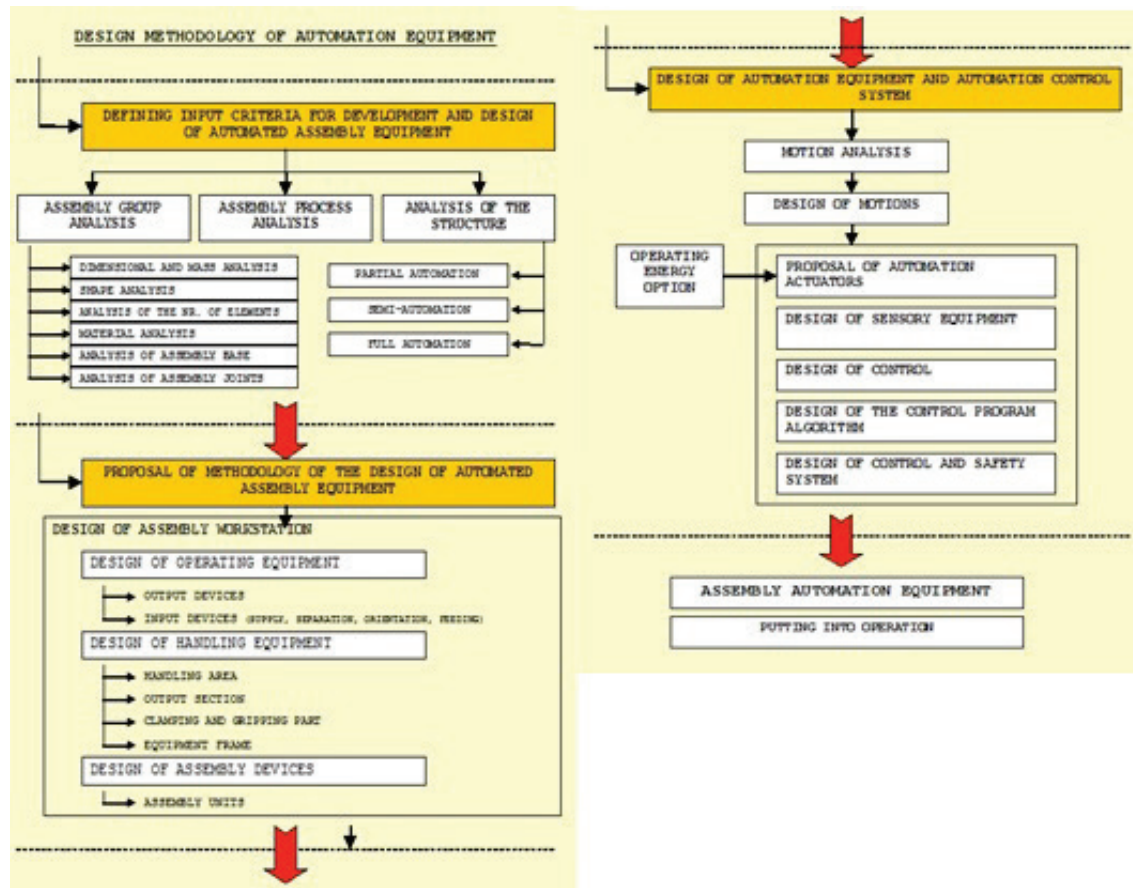 DESIGN METHODOLOGY OF AUTOMATION EQUIPMENT
DEFINING INPUT CRITERIA FOR DEVELOPMENT AND DESIGN
OF AUTOMATED ASSEMBLY EQUIPMENT
ASSEMBLY GROUP
ANALYSIS
ASSEMBLY PROCESS
ANALYSIS
ANALYSIS OF THE
STRUCTURE
DIMENSIONAL AND MASS ANALYSIS
SHAPE ANALYSIS
ANALYSIS OF THE NR. OF ELEMENTS
MATERIAL ANALYSIS
ANALYSIS OF ASSEMBLY BASE
ANALYSIS OF ASSEMBLY JOINTS
PARTIAL AUTOMATION
SEMI-AUTOMATION
FULL AUTOMATION
PROPOSAL OF METHODOLOGY OF THE DESIGN OF AUTOMATED
ASSEMBLY EQUIPMENT
DESIGN OF ASSEMBLY WORKSTATION
DESIGN OF OPERATING EQUIPMENT
OUTPUT DEVICES
INPUT DEVICES (SUPPLY, SEPARATION, ORIENTATION, FEEDING)
DESIGN OF HANDLING EQUIPMENT
HANDLING AREA
OUTPUT SECTION
CLAMPING AND GRIPPING PART
EQUIPMENT FRAME
DESIGN OF ASSEMBLY DEVICES
ASSEMBLY UNITS
DESIGN OF AUTOMATION EQUIPMENT AND AUTOMATION CONTROL
SYSTEM
MOTION ANALYSIS
DESIGN OF MOTIONS
OPERATING
ENERGY
OPTION
PROPOSAL OF AUTOMATION
ACTUATORS
DESIGN OF SENSORY EQUIPMENT
DESIGN OF CONTROL
DESIGN OF THE CONTROL PROGRAM
ALGORITHM
DESIGN OF CONTROL AND SAFETY
SYSTEM
ASSEMBLY AUTOMATION EQUIPMENT
PUTTING INTO OPERATION